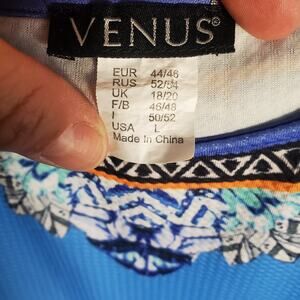 VENUS®
EUR 44/46
RUS 52/54
UK 18/20
F/B 46/48
I 50/52
USA L
Made In China